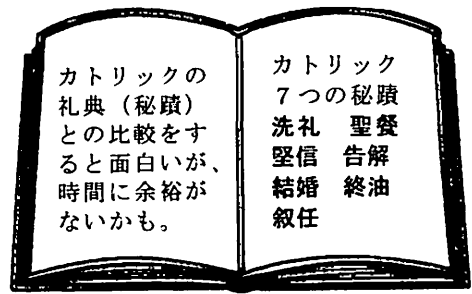 カトリックの
礼典（秘蹟）
との比較をす
ると面白いが、
時間に余裕が
ないかも。
カトリック
７つの秘蹟
洗礼　聖餐
堅信　告解
結婚　終油
叙任